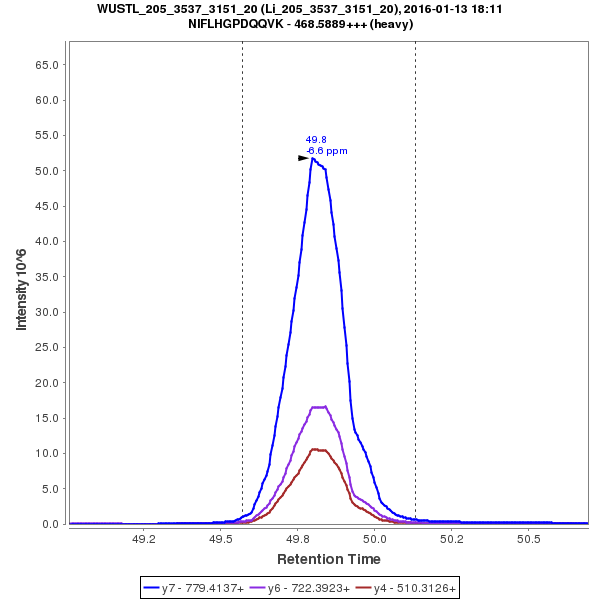 WUSTL_205_3537_3151_20 (Li_205_3537_3151_20), 2016-01-13 18:11
NIFLHGPDQQVK - 468.5889+++ (heavy)
65.0
60.0
55.0
50.0
45.0
40.0
35.0
30.0
25.0
20.0
15.0
10.0
5.0
0.0
Intensity 10^6
49.8
-6.6 ppm
49.2
49.5
49.8
50.0
50.2
50.5
Retention Time
y7 - 779.4137+
y6 - 722.3923+
y4 - 510.3126+